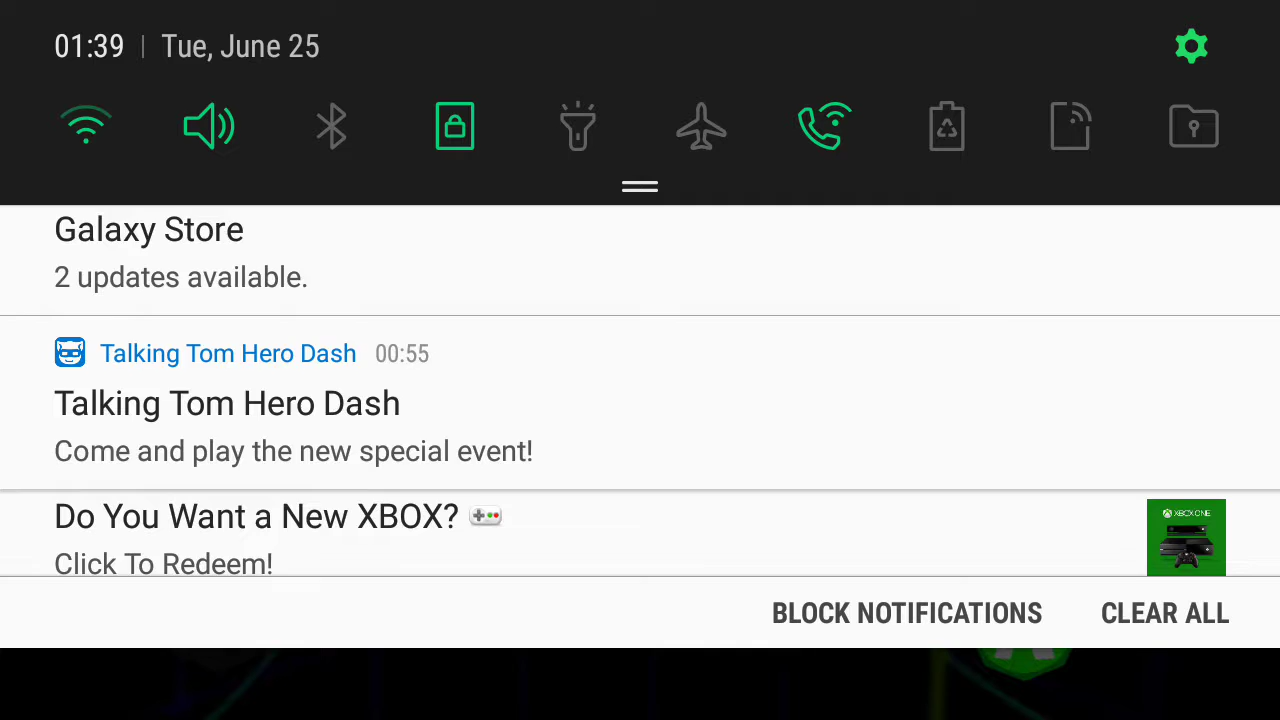 01:39 | Tue, June 25
Galaxy Store
2 updates available.
Talking Tom Hero Dash 00:55
Talking Tom Hero Dash
Come and play the new special event!
Do You Want a New XBOX? 🎮
XBOX ONE
Click To Redeem!
BLOCK NOTIFICATIONS CLEAR ALL